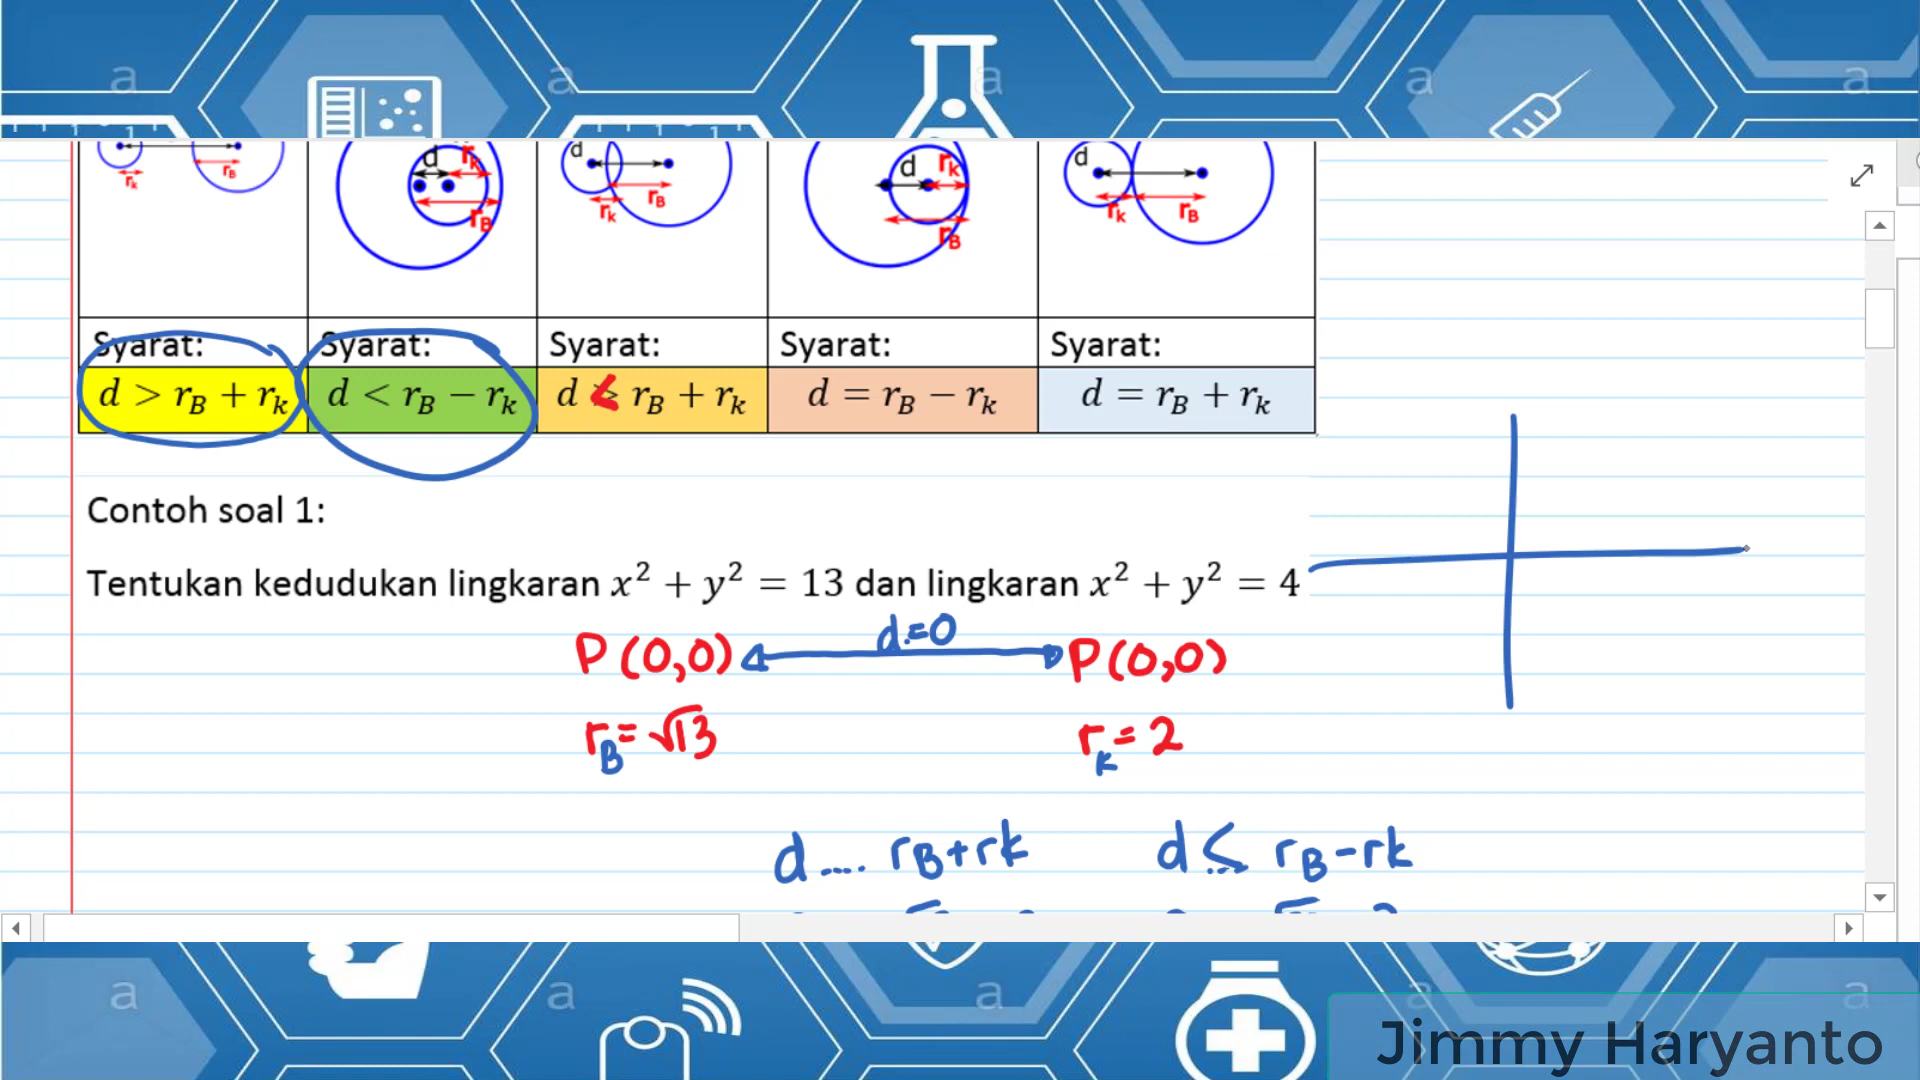 a a a a a
d d d d
r_k r_k r_k r_k r_k
r_B r_B r_B r_B r_B
Syarat: Syarat: Syarat: Syarat: Syarat:
d > r_B + r_k d < r_B − r_k d < r_B + r_k d = r_B − r_k d = r_B + r_k
Contoh soal 1:
Tentukan kedudukan lingkaran x² + y² = 13 dan lingkaran x² + y² = 4
d=0
P(0,0) P(0,0)
r_B = √13 r_k = 2
d .... r_B + rk d < ... r_B − rk
a a a a a
Jimmy Haryanto